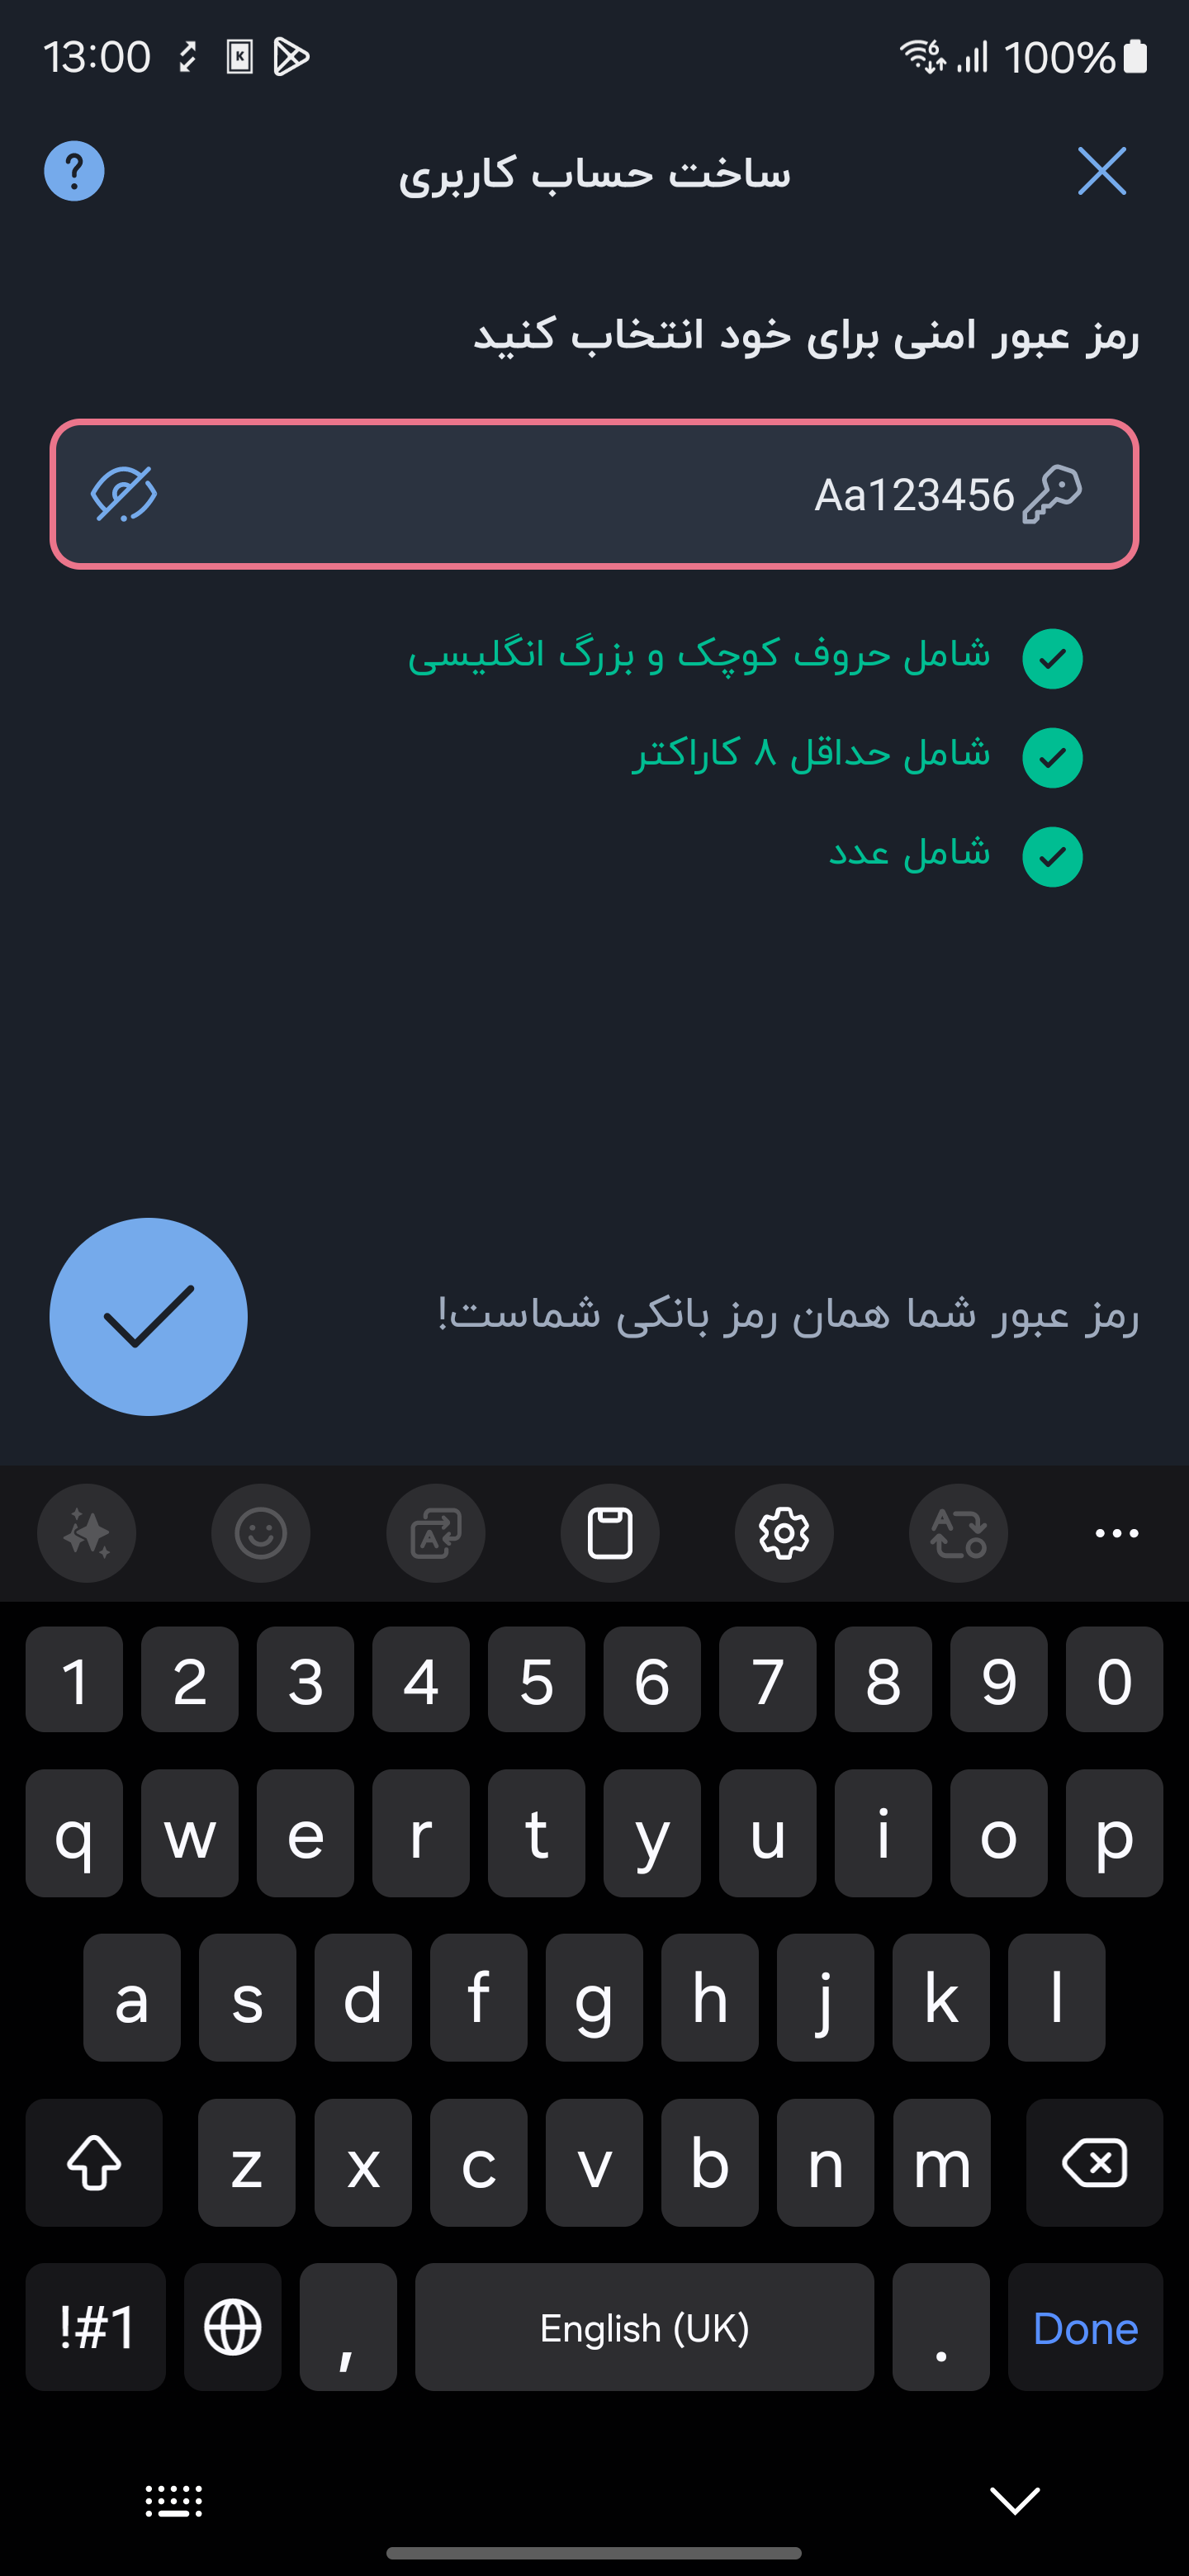 13:00
100%
ساخت حساب کاربری
رمز عبور امنی برای خود انتخاب کنید
Aa123456
شامل حروف کوچک و بزرگ انگلیسی
شامل حداقل ۸ کاراکتر
شامل عدد
رمز عبور شما همان رمز بانکی شماست!
1 2 3 4 5 6 7 8 9 0
q w e r t y u i o p
a s d f g h j k l
z x c v b n m
!#1 , English (UK) . Done